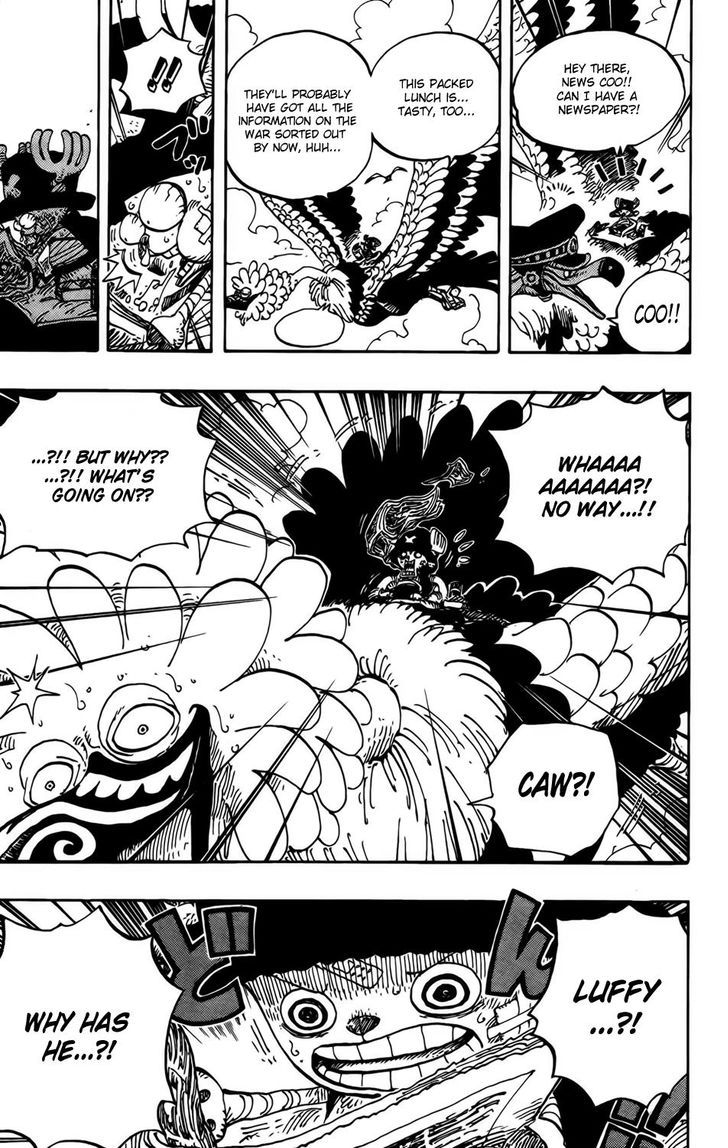 HEY THERE,
NEWS COO!!
CAN I HAVE A
NEWSPAPER?!
COO!!
THIS PACKED
LUNCH IS...
TASTY, TOO...
THEY'LL PROBABLY
HAVE GOT ALL THE
INFORMATION ON THE
WAR SORTED OUT
BY NOW, HUH...
!!
WHAAAA
AAAAAAA?!
NO WAY...!!
...?!! BUT WHY??
...?!! WHAT'S
GOING ON??
CAW?!
LUFFY
...?!
WHY HAS
HE...?!
どん